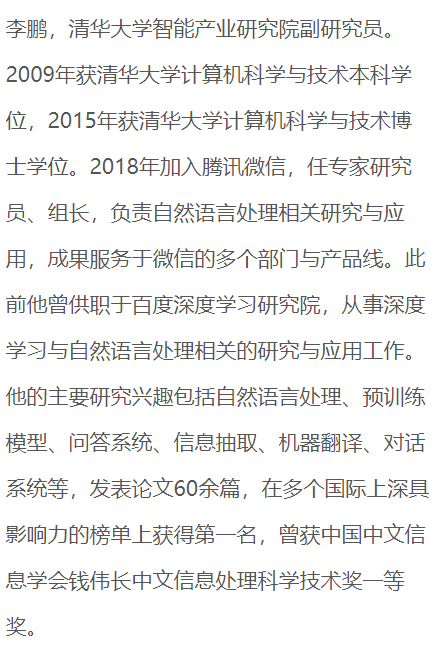 李鹏，清华大学智能产业研究院副研究员。
2009年获清华大学计算机科学与技术本科学
位，2015年获清华大学计算机科学与技术博
士学位。2018年加入腾讯微信，任专家研究
员、组长，负责自然语言处理相关研究与应
用，成果服务于微信的多个部门与产品线。此
前他曾供职于百度深度学习研究院，从事深度
学习与自然语言处理相关的研究与应用工作。
他的主要研究兴趣包括自然语言处理、预训练
模型、问答系统、信息抽取、机器翻译、对话
系统等，发表论文60余篇，在多个国际上深具
影响力的榜单上获得第一名，曾获中国中文信
息学会钱伟长中文信息处理科学技术奖一等
奖。